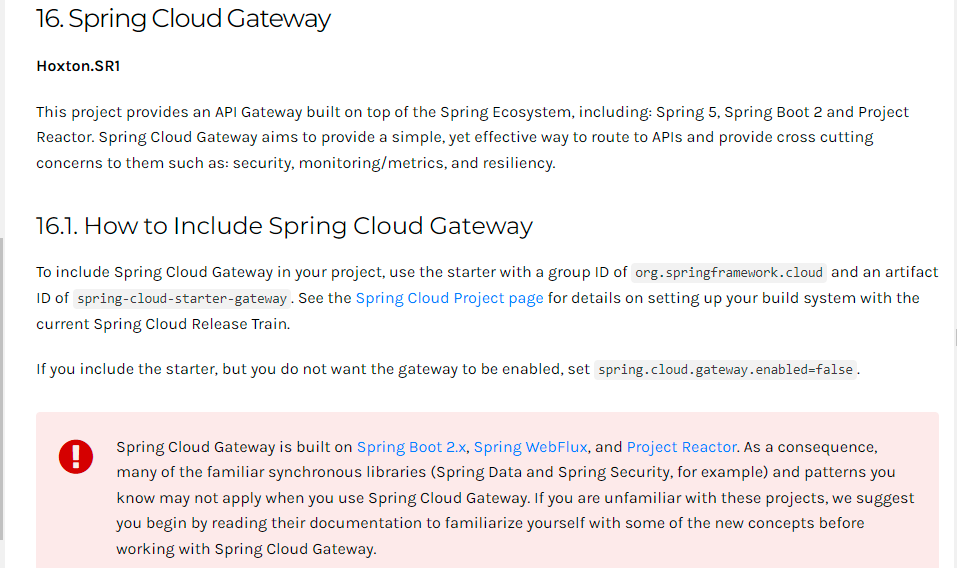 16. Spring Cloud Gateway
Hoxton.SR1
This project provides an API Gateway built on top of the Spring Ecosystem, including: Spring 5, Spring Boot 2 and Project
Reactor. Spring Cloud Gateway aims to provide a simple, yet effective way to route to APIs and provide cross cutting
concerns to them such as: security, monitoring/metrics, and resiliency.
16.1. How to Include Spring Cloud Gateway
To include Spring Cloud Gateway in your project, use the starter with a group ID of org.springframework.cloud and an artifact
ID of spring-cloud-starter-gateway. See the Spring Cloud Project page for details on setting up your build system with the
current Spring Cloud Release Train.
If you include the starter, but you do not want the gateway to be enabled, set spring.cloud.gateway.enabled=false.
Spring Cloud Gateway is built on Spring Boot 2.x, Spring WebFlux, and Project Reactor. As a consequence,
many of the familiar synchronous libraries (Spring Data and Spring Security, for example) and patterns you
know may not apply when you use Spring Cloud Gateway. If you are unfamiliar with these projects, we suggest
you begin by reading their documentation to familiarize yourself with some of the new concepts before
working with Spring Cloud Gateway.